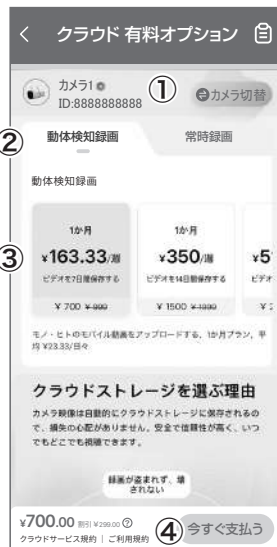 クラウド 有料オプション
カメラ1
ID:8888888888
①
カメラ切替
②
動体検知録画
常時録画
動体検知録画
③
1か月
¥163.33/週
ビデオを7日間保存する
¥ 700 ¥ 999
1か月
¥350/週
ビデオを14日間保存する
¥ 1500 ¥ 1999
¥5
ビデオ
モノ・ヒトのモバイル動画をアップロードする、1か月プラン、平
均 ¥23.33/日々
クラウドストレージを選ぶ理由
カメラ映像は自動的にクラウドストレージに保存されるの
で、損失の心配がありません。安全で信頼性が高く、いつ
でもどこでも視聴できます。
録画が盗まれず、壊
されない
¥700.00 割引 ¥299.00
④
今すぐ支払う
クラウドサービス規約 | ご利用規約